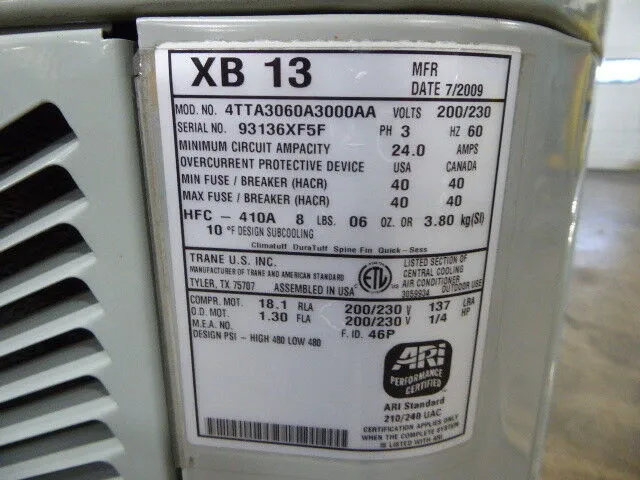 XB 13
MFR
DATE 7/2009
MOD. NO. 4TTA3060A3000AA VOLTS 200/230
SERIAL NO. 93136XF5F PH 3 HZ 60
MINIMUM CIRCUIT AMPACITY 24.0 AMPS
OVERCURRENT PROTECTIVE DEVICE USA CANADA
MIN FUSE / BREAKER (HACR) 40 40
MAX FUSE / BREAKER (HACR) 40 40
HFC - 410A 8 LBS. 06 OZ. OR 3.80 kg(SI)
10 °F DESIGN SUBCOOLING
Climatuff DuraTuff Spine Fin Quick-Sess
TRANE U.S. INC.
MANUFACTURER OF TRANE AND AMERICAN STANDARD
TYLER, TX 75707 ASSEMBLED IN USA
ETL
LISTED SECTION OF
CENTRAL COOLING
AIR CONDITIONER
3059934 OUTDOOR USE
COMPR. MOT. 18.1 RLA 200/230 V 137 LRA
O.D. MOT. 1.30 FLA 200/230 V 1/4 HP
M.E.A. NO.
DESIGN PSI - HIGH 480 LOW 480 F. ID. 46P
ARI
PERFORMANCE
CERTIFIED
ARI Standard
210/240 UAC
CERTIFICATION APPLIES ONLY
WHEN THE COMPLETE SYSTEM
IS LISTED WITH ARI